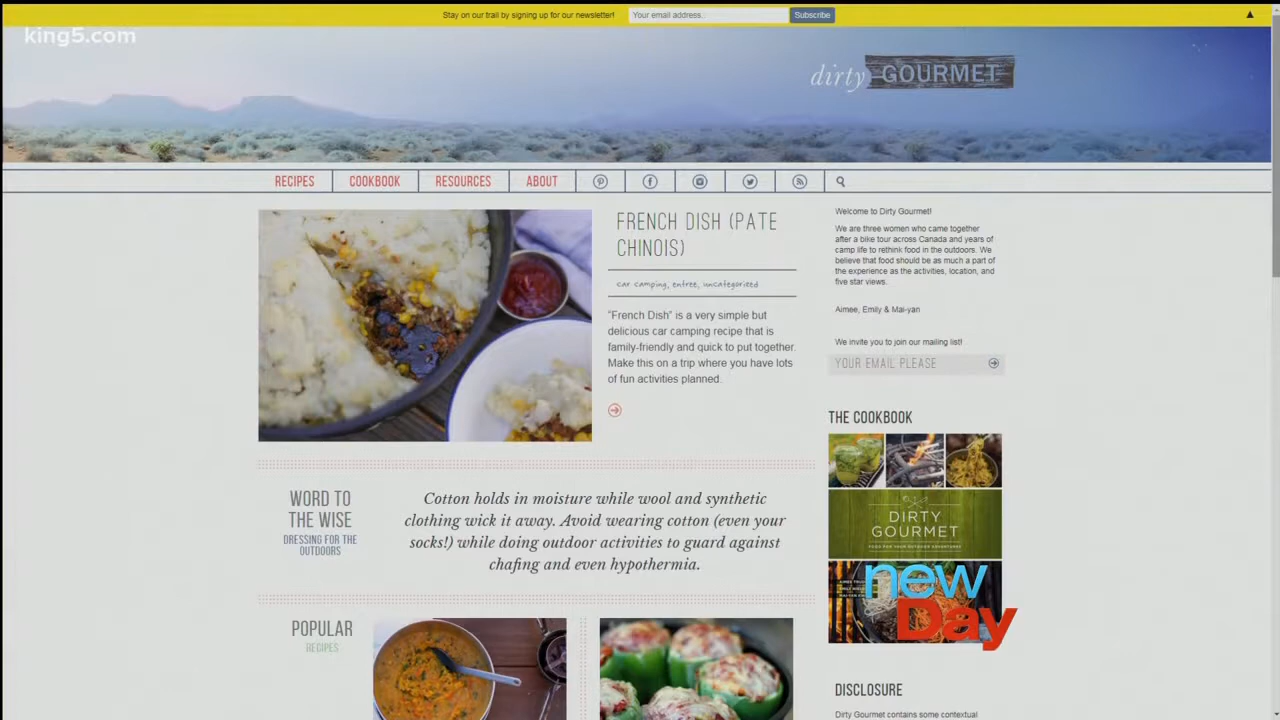 Stay on our trail by signing up for our newsletter!
Your email address..
Subscribe
king5.com
dirty GOURMET
RECIPES
COOKBOOK
RESOURCES
ABOUT
FRENCH DISH (PATE
CHINOIS)
car camping, entree, uncategorized
"French Dish" is a very simple but
delicious car camping recipe that is
family-friendly and quick to put together.
Make this on a trip where you have lots
of fun activities planned.
Welcome to Dirty Gourmet!
We are three women who came together
after a bike tour across Canada and years of
camp life to rethink food in the outdoors. We
believe that food should be as much a part of
the experience as the activities, location, and
five star views.
Aimee, Emily & Mai-yan
We invite you to join our mailing list!
YOUR EMAIL PLEASE
THE COOKBOOK
DIRTY
GOURMET
FOOD FOR YOUR OUTDOOR ADVENTURES
new
Day
WORD TO
THE WISE
DRESSING FOR THE
OUTDOORS
Cotton holds in moisture while wool and synthetic
clothing wick it away. Avoid wearing cotton (even your
socks!) while doing outdoor activities to guard against
chafing and even hypothermia.
POPULAR
RECIPES
DISCLOSURE
Dirty Gourmet contains some contextual